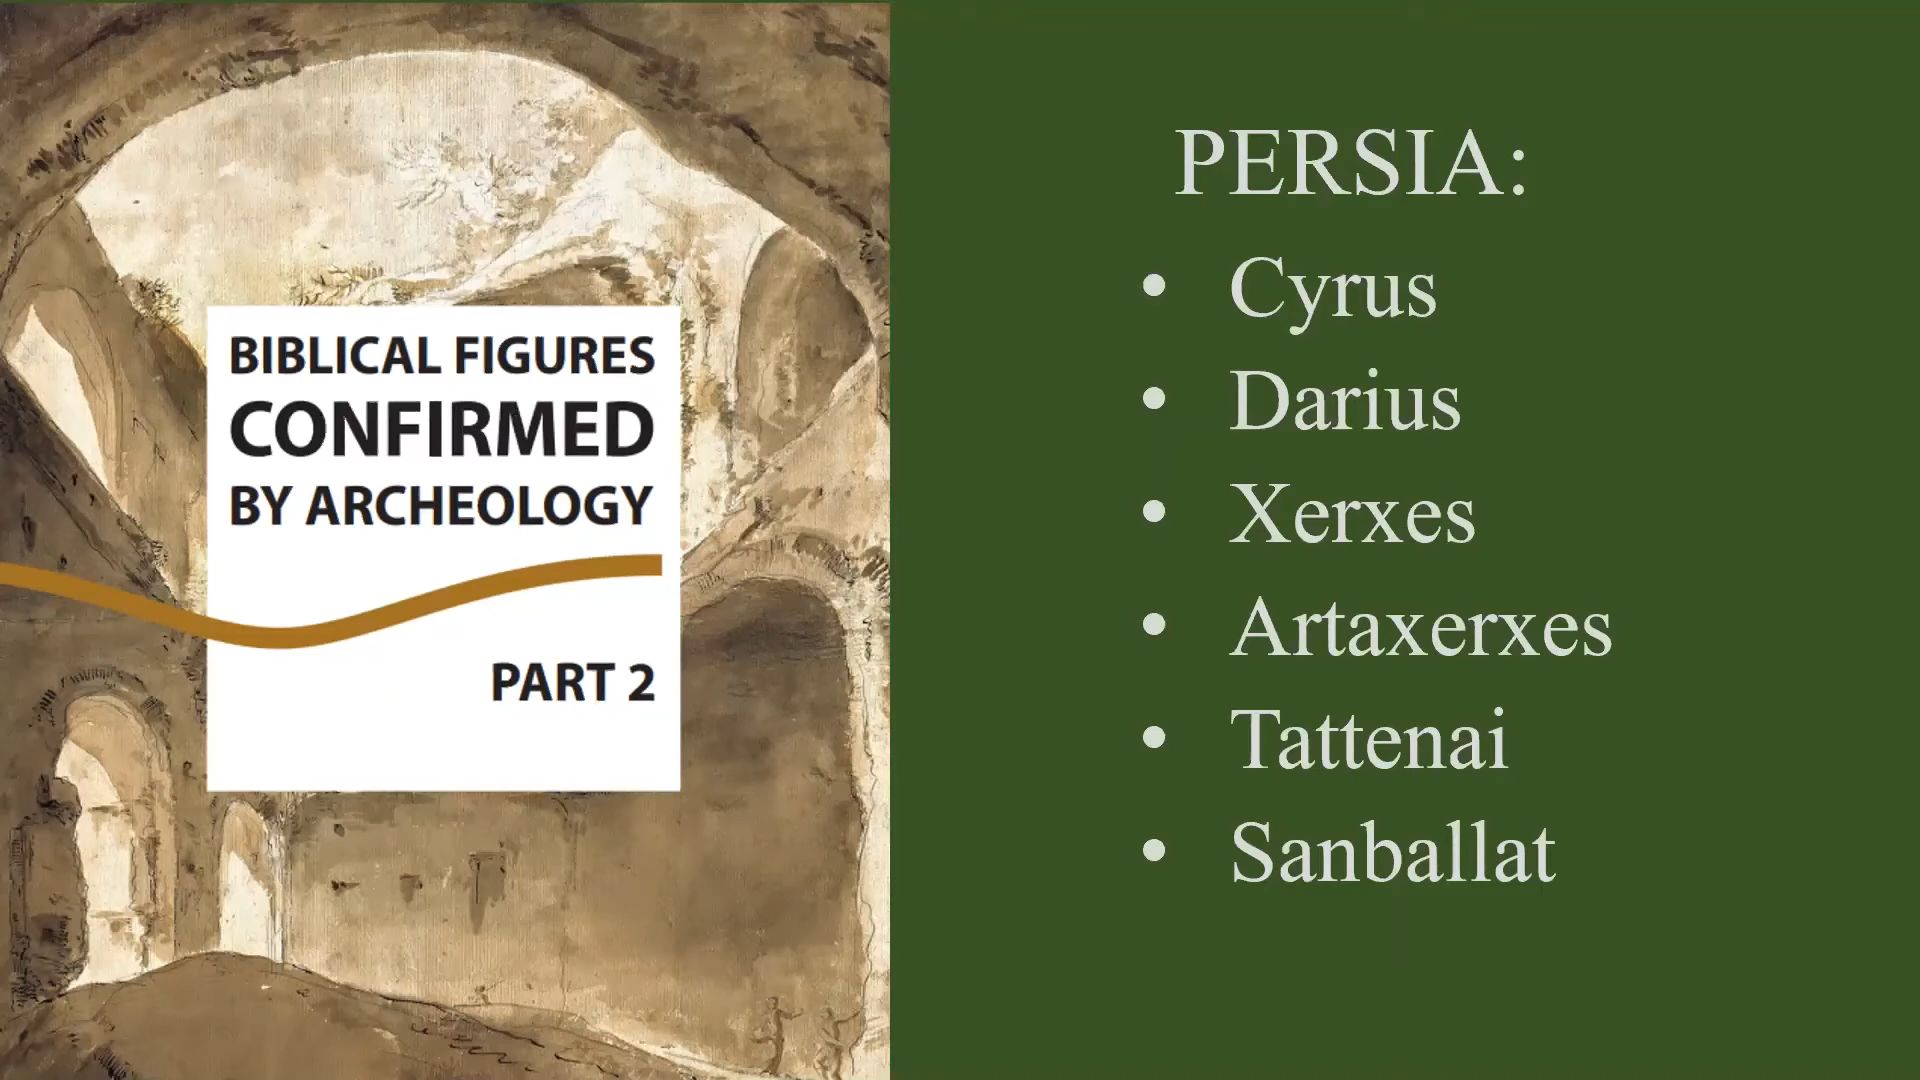 BIBLICAL FIGURES
CONFIRMED
BY ARCHEOLOGY
PART 2
PERSIA:
• Cyrus
• Darius
• Xerxes
• Artaxerxes
• Tattenai
• Sanballat